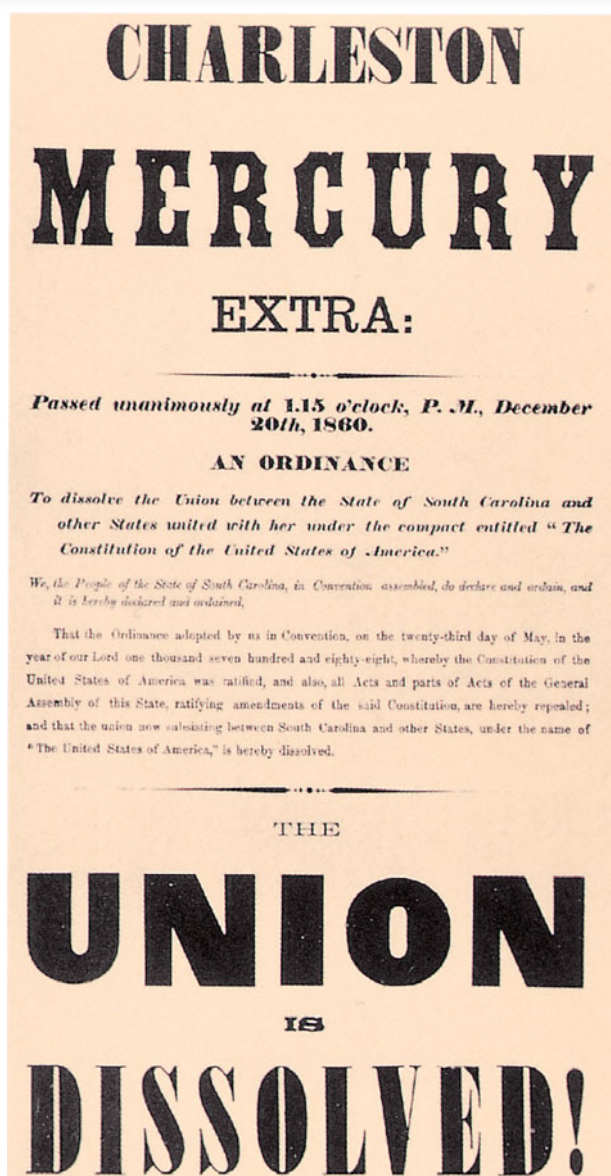 CHARLESTON
MERCURY
EXTRA:
Passed unanimously at 1.15 o'clock, P. M., December
20th, 1860.
AN ORDINANCE
To dissolve the Union between the State of South Carolina and
other States united with her under the compact entitled “The
Constitution of the United States of America.”
We, the People of the State of South Carolina, in Convention assembled, do declare and ordain, and
it is hereby declared and ordained,
That the Ordinance adopted by us in Convention, on the twenty-third day of May, in the
year of our Lord one thousand seven hundred and eighty-eight, whereby the Constitution of the
United States of America was ratified, and also, all Acts and parts of Acts of the General
Assembly of this State, ratifying amendments of the said Constitution, are hereby repealed;
and that the union now subsisting between South Carolina and other States, under the name of
“The United States of America,” is hereby dissolved.
THE
UNION
IS
DISSOLVED!